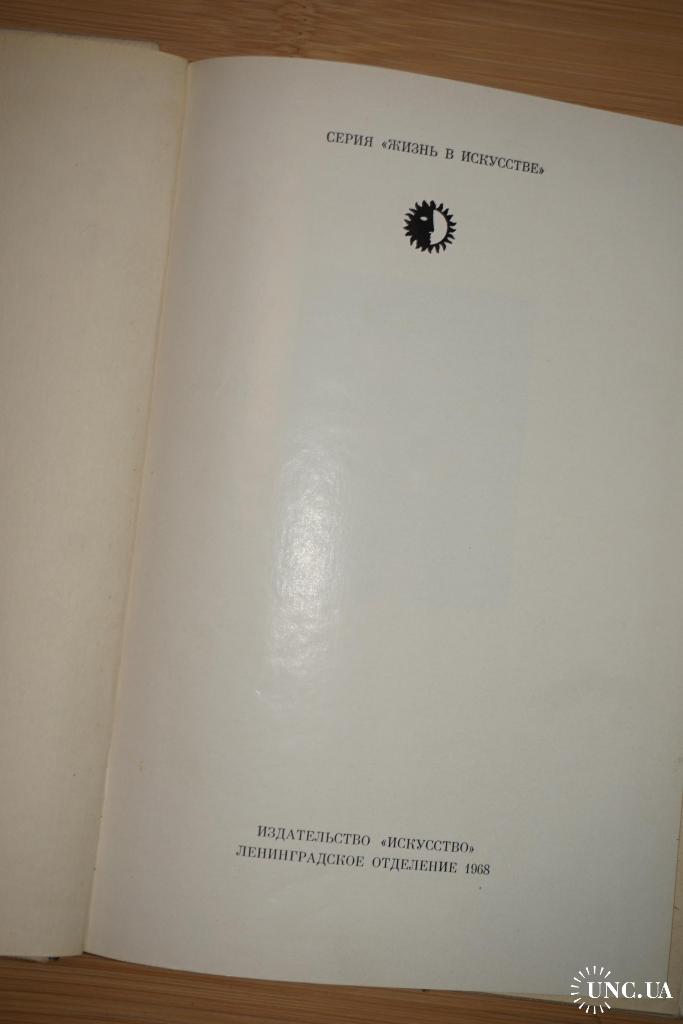 СЕРИЯ «ЖИЗНЬ В ИСКУССТВЕ»
ИЗДАТЕЛЬСТВО «ИСКУССТВО»
ЛЕНИНГРАДСКОЕ ОТДЕЛЕНИЕ 1968
UNC.UA